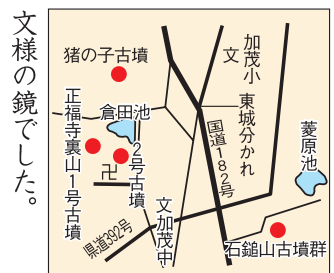 文様の鏡でした。
加茂小
文
東城分かれ
国道182号
菱原池
猪の子古墳
倉田池
正福寺裏山1号古墳
2号古墳
卍
文加茂中
県道392号
石鎚山古墳群